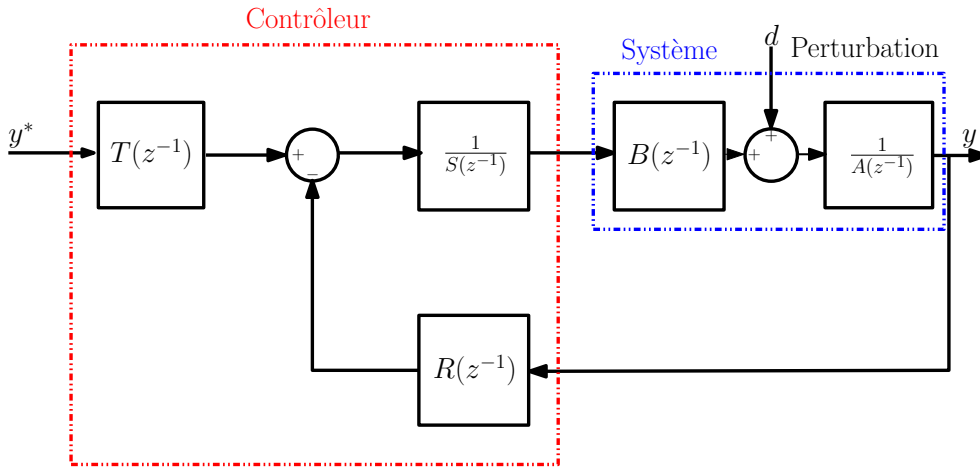 Contrôleur
Système
d
Perturbation
y*
T(z⁻¹)
+
−
1
S(z⁻¹)
B(z⁻¹)
+
+
1
A(z⁻¹)
y
R(z⁻¹)